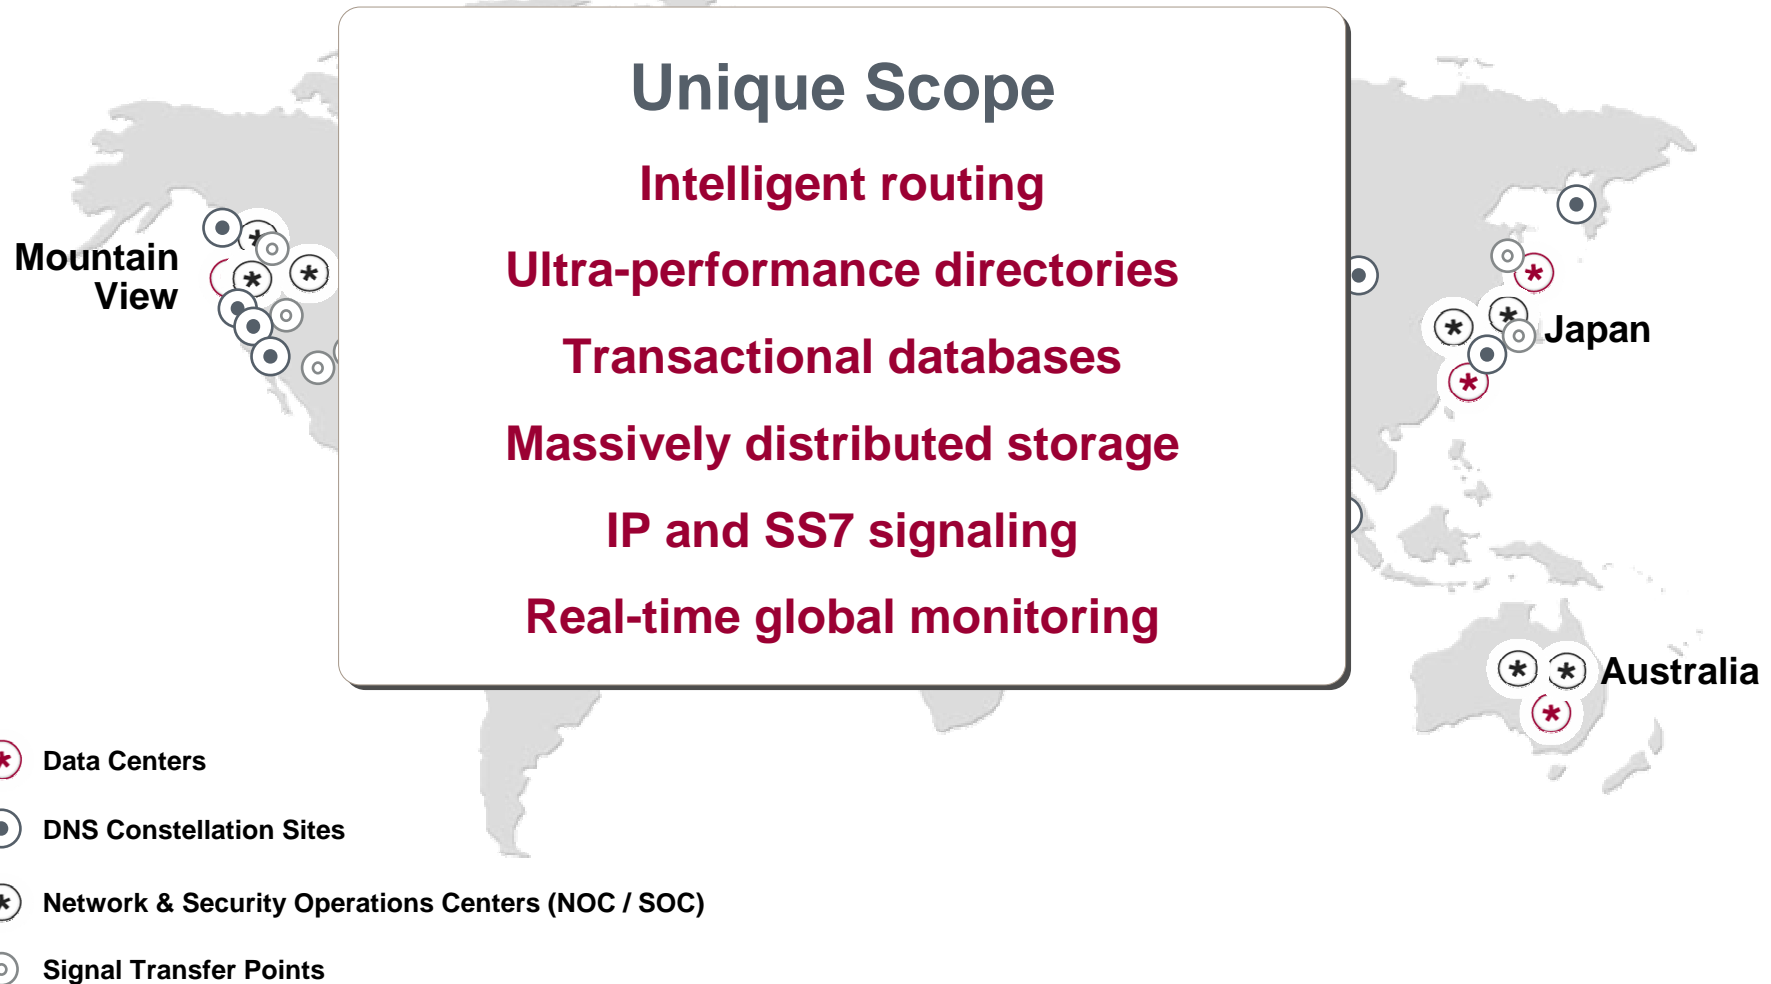 Unique Scope
Intelligent routing
Ultra-performance directories
Transactional databases
Massively distributed storage
IP and SS7 signaling
Real-time global monitoring
Mountain
View
Japan
Australia
Data Centers
DNS Constellation Sites
Network & Security Operations Centers (NOC / SOC)
Signal Transfer Points